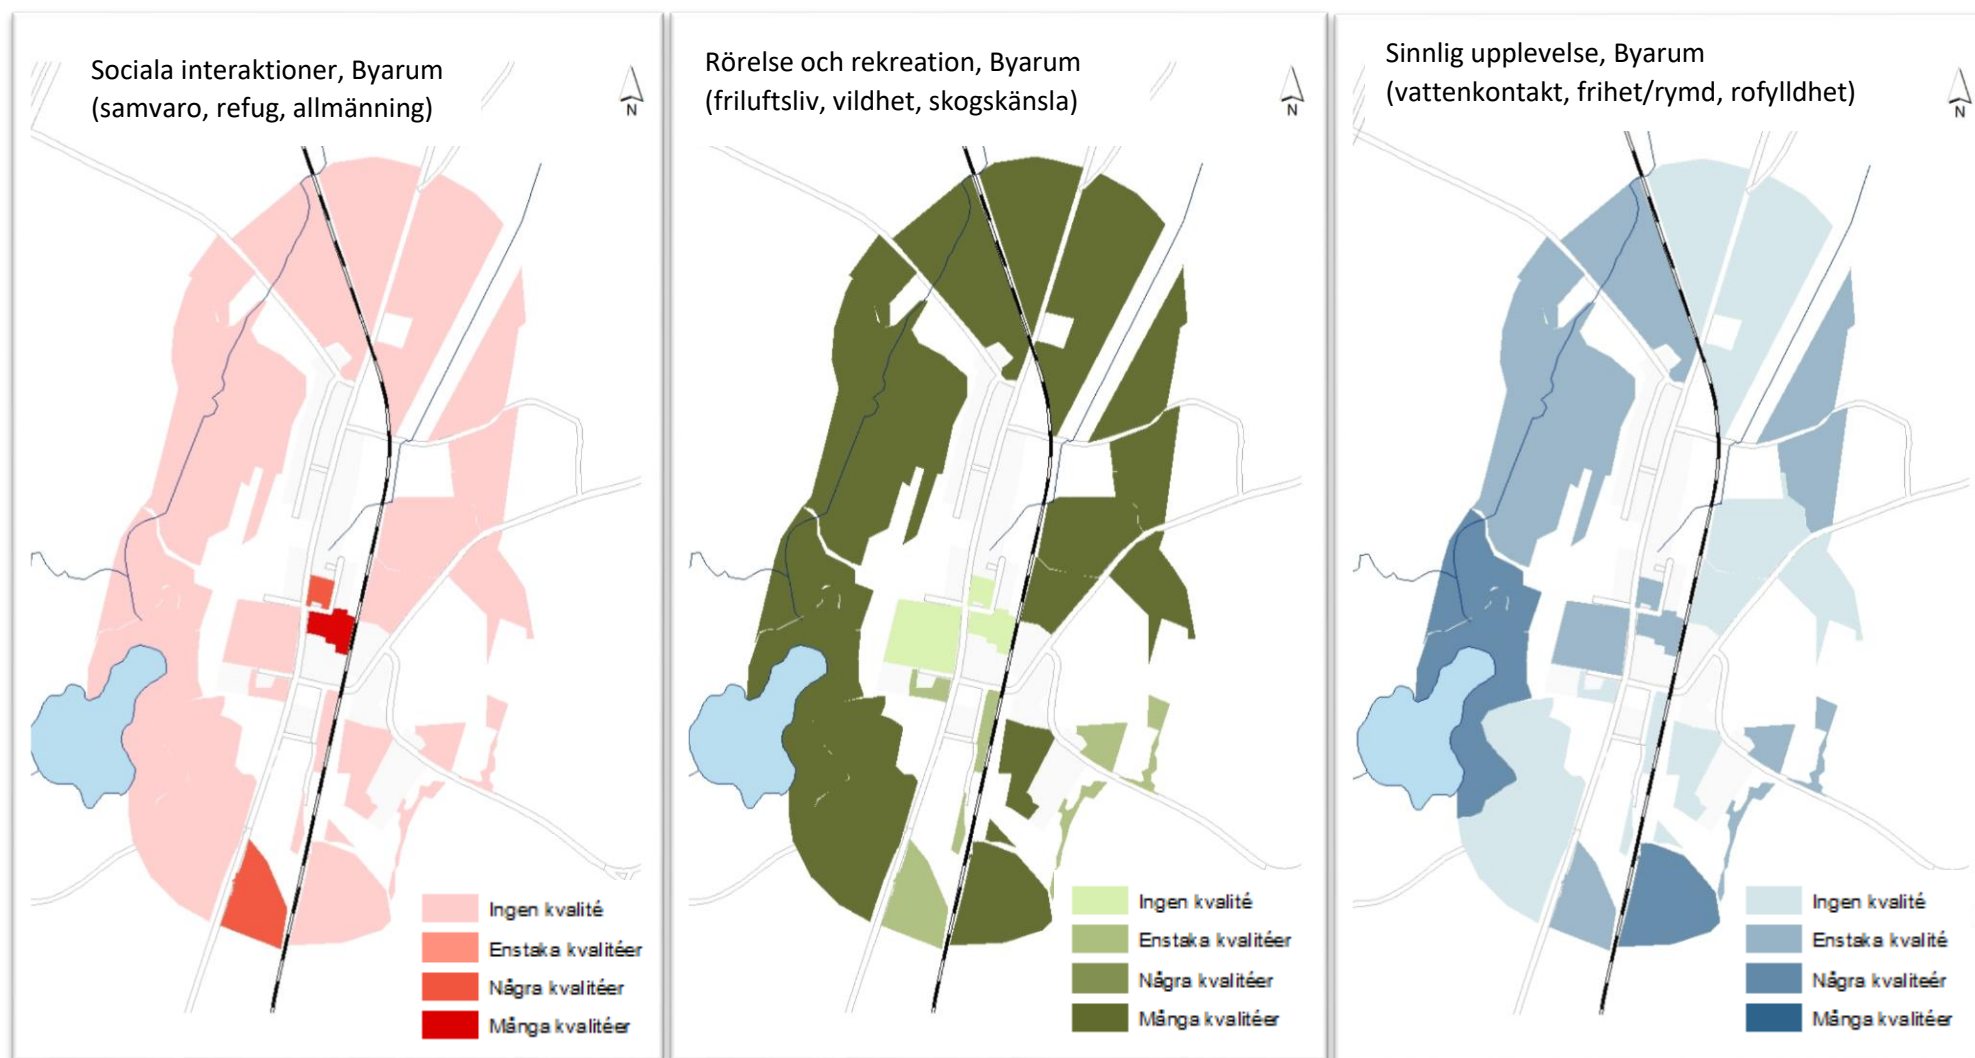 Sociala interaktioner, Byarum
(samvaro, refug, allmänning)
N
Ingen kvalité
Enstaka kvalitéer
Några kvalitéer
Många kvalitéer
Rörelse och rekreation, Byarum
(friluftsliv, vildhet, skogskänsla)
N
Ingen kvalité
Enstaka kvalitéer
Några kvalitéer
Många kvalitéer
Sinnlig upplevelse, Byarum
(vattenkontakt, frihet/rymd, rofylldhet)
N
Ingen kvalité
Enstaka kvalité
Några kvaliteér
Många kvalitéer